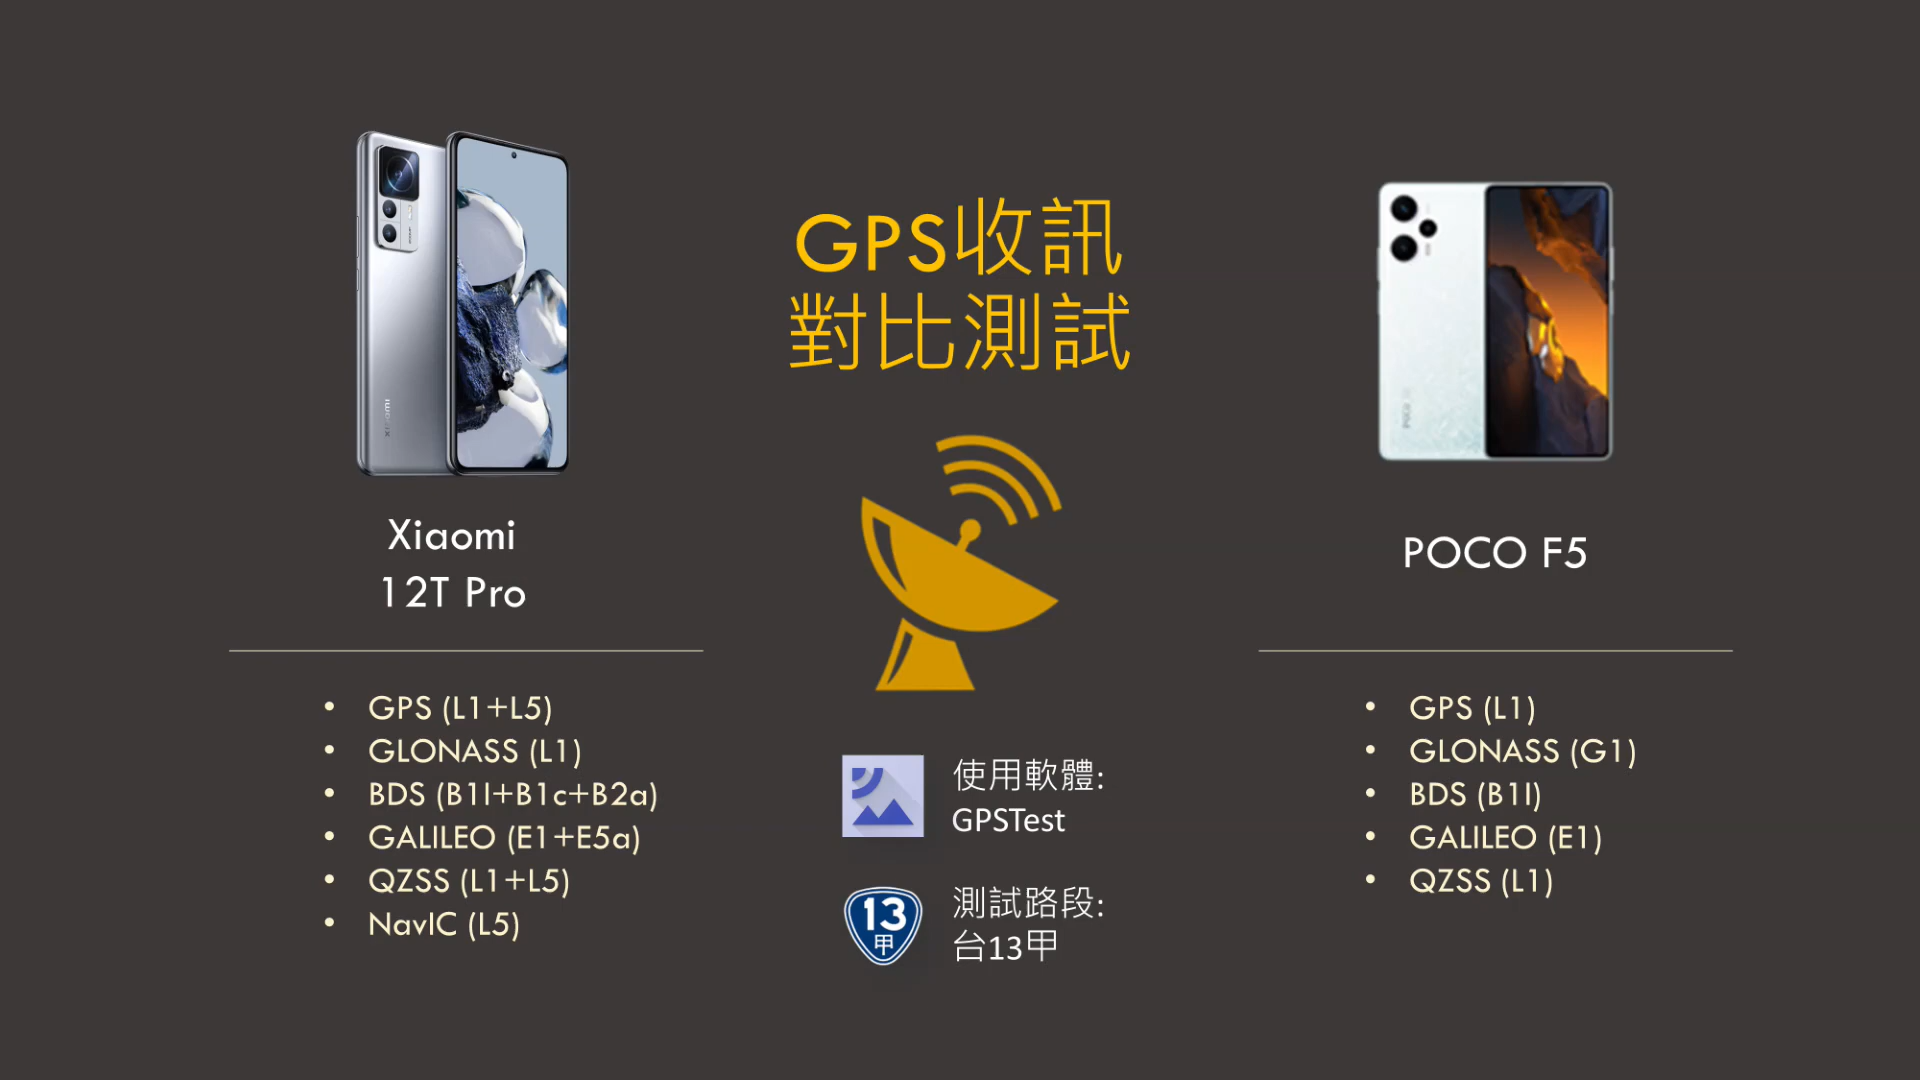 GPS收訊
對比測試
Xiaomi
12T Pro
GPS (L1+L5)
GLONASS (L1)
BDS (B1I+B1c+B2a)
GALILEO (E1+E5a)
QZSS (L1+L5)
NavIC (L5)
使用軟體:
GPSTest
13
甲
測試路段:
台13甲
POCO F5
GPS (L1)
GLONASS (G1)
BDS (B1I)
GALILEO (E1)
QZSS (L1)
xiaomi
POCO